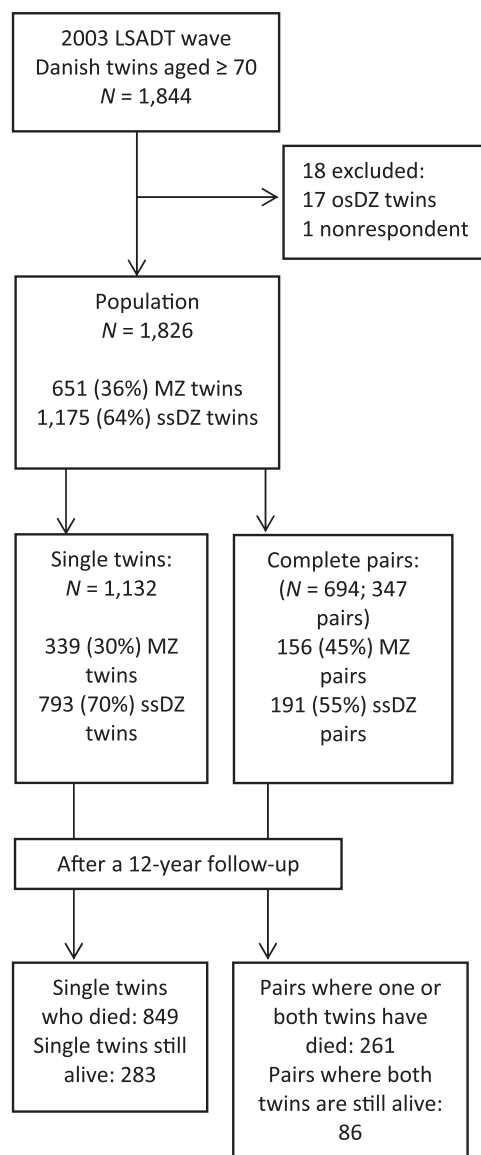 2003 LSADT wave
Danish twins aged ≥ 70
N = 1,844
18 excluded:
17 osDZ twins
1 nonrespondent
Population
N = 1,826
651 (36%) MZ twins
1,175 (64%) ssDZ twins
Single twins:
N = 1,132
339 (30%) MZ
twins
793 (70%) ssDZ
twins
Complete pairs:
(N = 694; 347
pairs)
156 (45%) MZ
pairs
191 (55%) ssDZ
pairs
After a 12-year follow-up
Single twins
who died: 849
Single twins still
alive: 283
Pairs where one or
both twins have
died: 261
Pairs where both
twins are still alive:
86